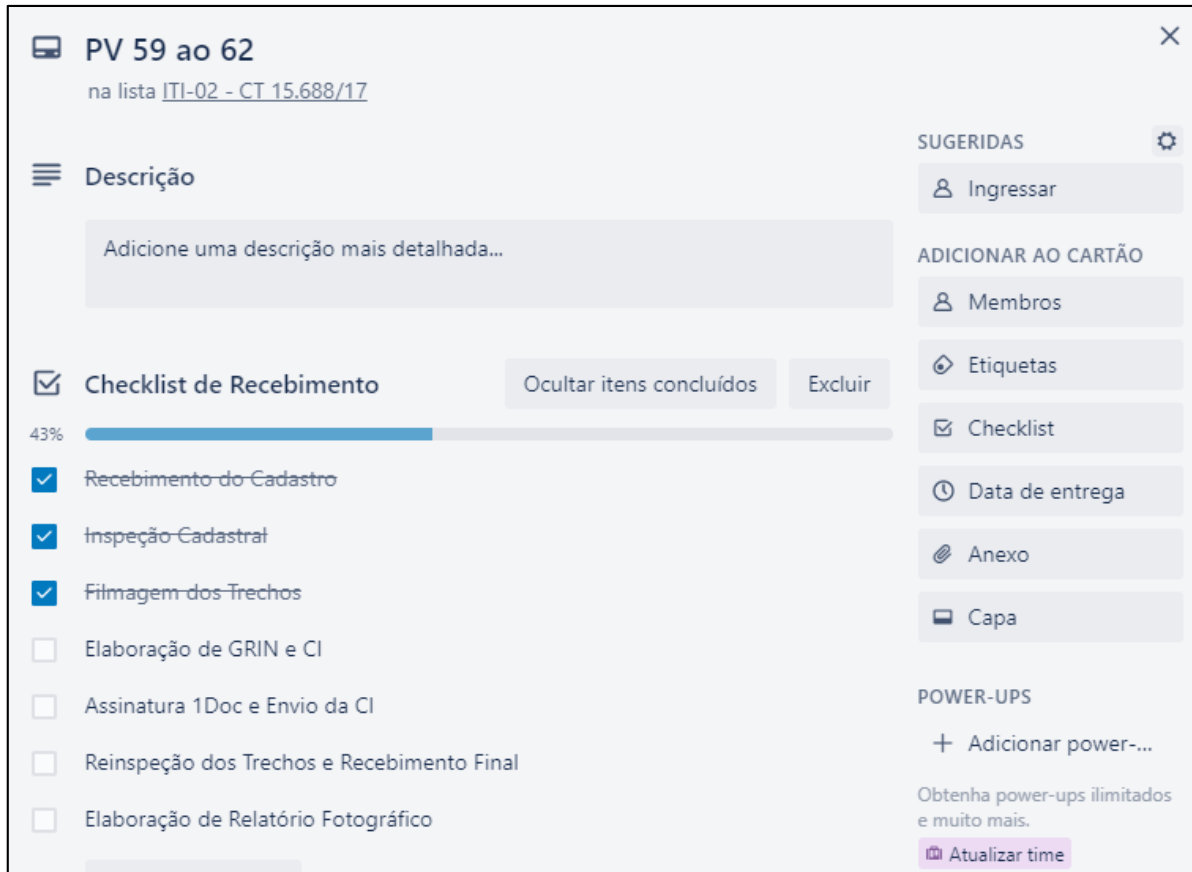 PV 59 ao 62
na lista ITI-02 - CT 15.688/17
Descrição
Adicione uma descrição mais detalhada...
Checklist de Recebimento
Ocultar itens concluídos
Excluir
43%
Recebimento do Cadastro
Inspeção Cadastral
Filmagem dos Trechos
Elaboração de GRIN e CI
Assinatura 1Doc e Envio da CI
Reinspeção dos Trechos e Recebimento Final
Elaboração de Relatório Fotográfico
SUGERIDAS
Ingressar
ADICIONAR AO CARTÃO
Membros
Etiquetas
Checklist
Data de entrega
Anexo
Capa
POWER-UPS
+ Adicionar power-...
Obtenha power-ups ilimitados
e muito mais.
Atualizar time